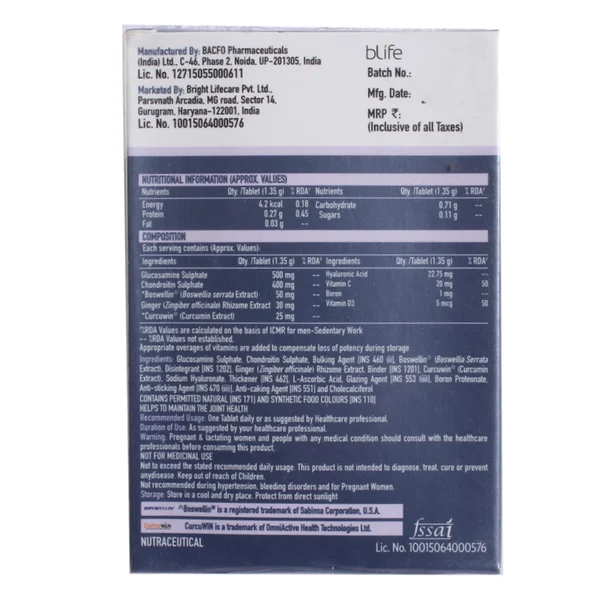 Manufactured By: BACFO Pharmaceuticals
(India) Ltd., C-46, Phase 2, Noida, UP-201305, India
Lic. No. 12715055000611
Marketed By: Bright Lifecare Pvt. Ltd.,
Parsvnath Arcadia, MG road, Sector 14,
Gurugram, Haryana-122001, India
Lic. No. 10015064000576
bLife
Batch No.:
Mfg. Date:
MRP ₹:
(Inclusive of all Taxes)
NUTRITIONAL INFORMATION (APPROX. VALUES)
Nutrients Qty. /Tablet (1.35 g) % RDA# Nutrients Qty. /Tablet (1.35 g) % RDA#
Energy 4.2 kcal 0.18 Carbohydrate 0.71 g --
Protein 0.27 g 0.45 Sugars 0.11 g --
Fat 0.03 g --
COMPOSITION
Each serving contains (Approx. Values):
Ingredients Qty. /Tablet (1.35 g) % RDA# Ingredients Qty. /Tablet (1.35 g) % RDA#
Glucosamine Sulphate 500 mg -- Hyaluronic Acid 22.75 mg --
Chondroitin Sulphate 400 mg -- Vitamin C 20 mg 50
^Boswellin® (Boswellia serrata Extract) 50 mg -- Boron 1 mg --
Ginger (Zingiber officinale) Rhizome Extract 30 mg -- Vitamin D3 5 mcg 50
*Curcuwin® (Curcumin Extract) 25 mg --
#%RDA Values are calculated on the basis of ICMR for men-Sedentary Work
-- %RDA Values not established.
Appropriate overages of vitamins are added to compensate loss of potency during storage
Ingredients: Glucosamine Sulphate, Chondroitin Sulphate, Bulking Agent [INS 460 (i)], Boswellin® (Boswellia Serrata
Extract), Disintegrant (1202), Ginger (Zingiber officinale) Rhizome Extract, Binder (1201), Curcuwin® (Curcumin
Extract), Sodium Hyaluronate, Thickener [INS 462], L-Ascorbic Acid, Glazing Agent [INS 553 (iii)], Boron Proteonate,
Anti-sticking Agent [INS 470 (iii)], Anti-caking Agent [INS 551] and Cholecalciferol
CONTAINS PERMITTED NATURAL (INS 171) AND SYNTHETIC FOOD COLOURS (INS 110)
HELPS TO MAINTAIN THE JOINT HEALTH
Recommended Usage: One Tablet daily or as suggested by Healthcare professional.
Duration of Use: As suggested by your healthcare professional.
Warning: Pregnant & lactating women and people with any medical condition should consult with the healthcare
professionals before consuming this product.
NOT FOR MEDICINAL USE
Not to exceed the stated recommended daily usage. This product is not intended to diagnose, treat, cure or prevent
anydisease. Keep out of reach of Children.
Not recommended during hypertension, bleeding disorders and for Pregnant Women.
Storage: Store in a cool and dry place. Protect from direct sunlight
BOSWELLIN® ^Boswellin® is a registered trademark of Sabinsa Corporation, U.S.A.
CurcuWIN CurcuWIN is a trademark of OmniActive Health Technologies Ltd.
NUTRACEUTICAL
fssai
Lic. No. 10015064000576